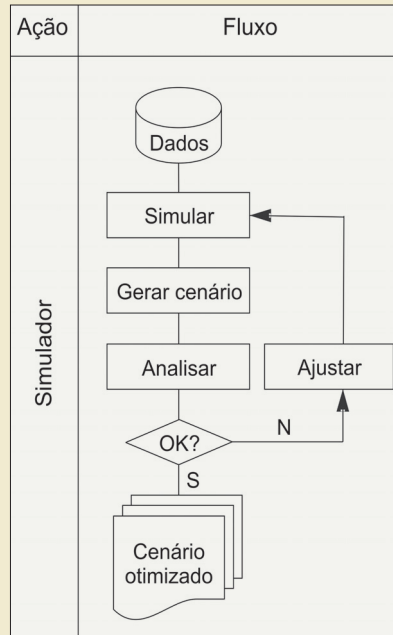 Ação
Fluxo
Simulador
Dados
Simular
Gerar cenário
Analisar
Ajustar
OK?
N
S
Cenário
otimizado